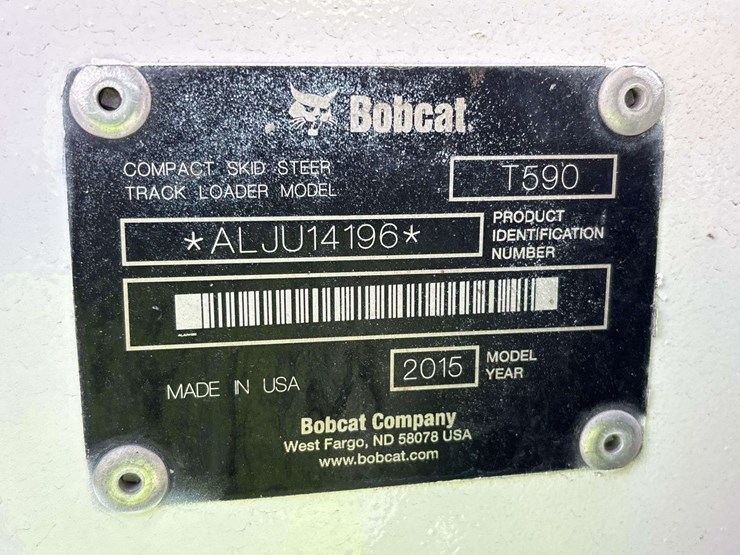 Bobcat
COMPACT SKID STEER
TRACK LOADER MODEL
T590
*ALJU14196*
PRODUCT
IDENTIFICATION
NUMBER
MADE IN USA
2015
MODEL
YEAR
Bobcat Company
West Fargo, ND 58078 USA
www.bobcat.com